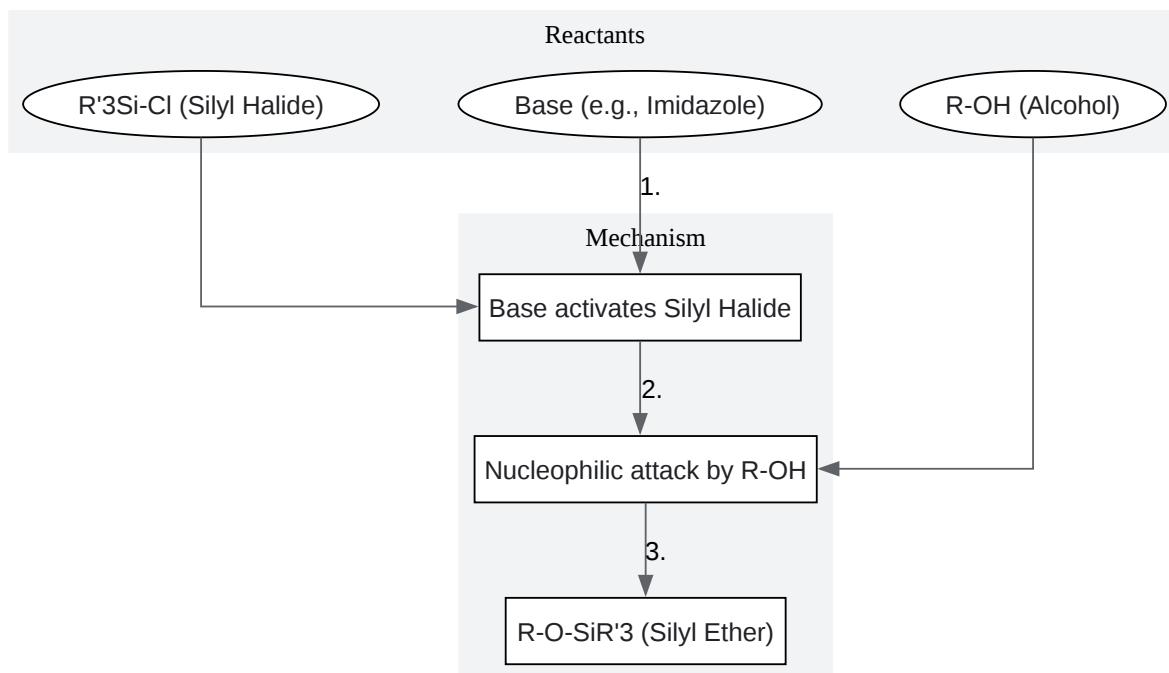 Reactants
R'3Si-Cl (Silyl Halide)
Base (e.g., Imidazole)
R-OH (Alcohol)
1.
Mechanism
Base activates Silyl Halide
2.
Nucleophilic attack by R-OH
3.
R-O-SiR'3 (Silyl Ether)